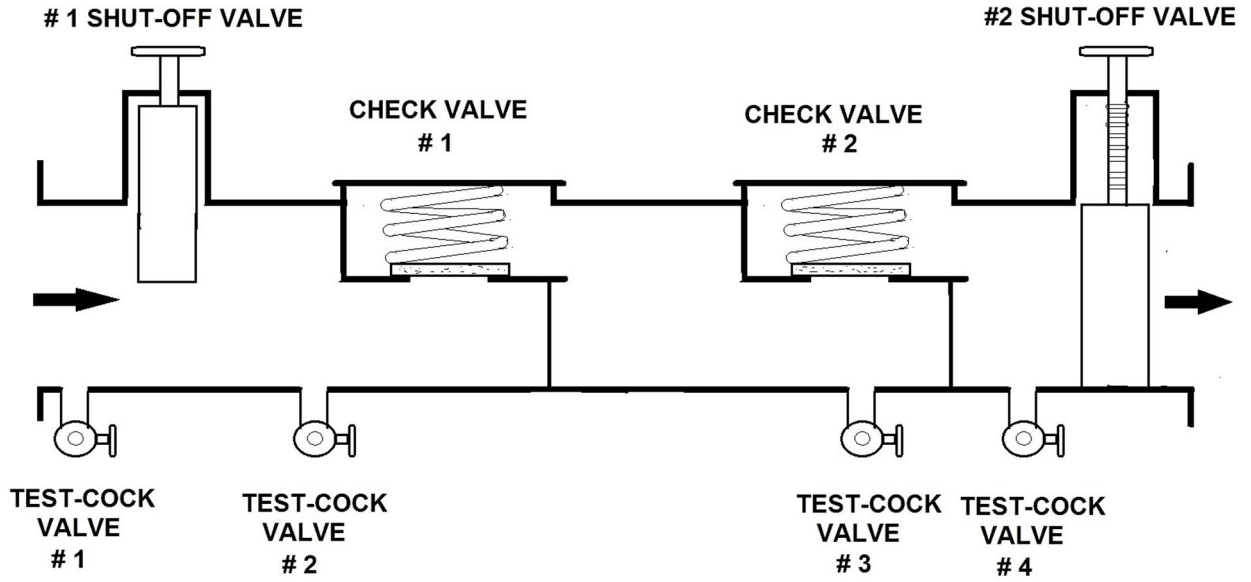 # 1 SHUT-OFF VALVE
#2 SHUT-OFF VALVE
CHECK VALVE
# 1
CHECK VALVE
# 2
TEST-COCK
VALVE
# 1
TEST-COCK
VALVE
# 2
TEST-COCK
VALVE
# 3
TEST-COCK
VALVE
# 4